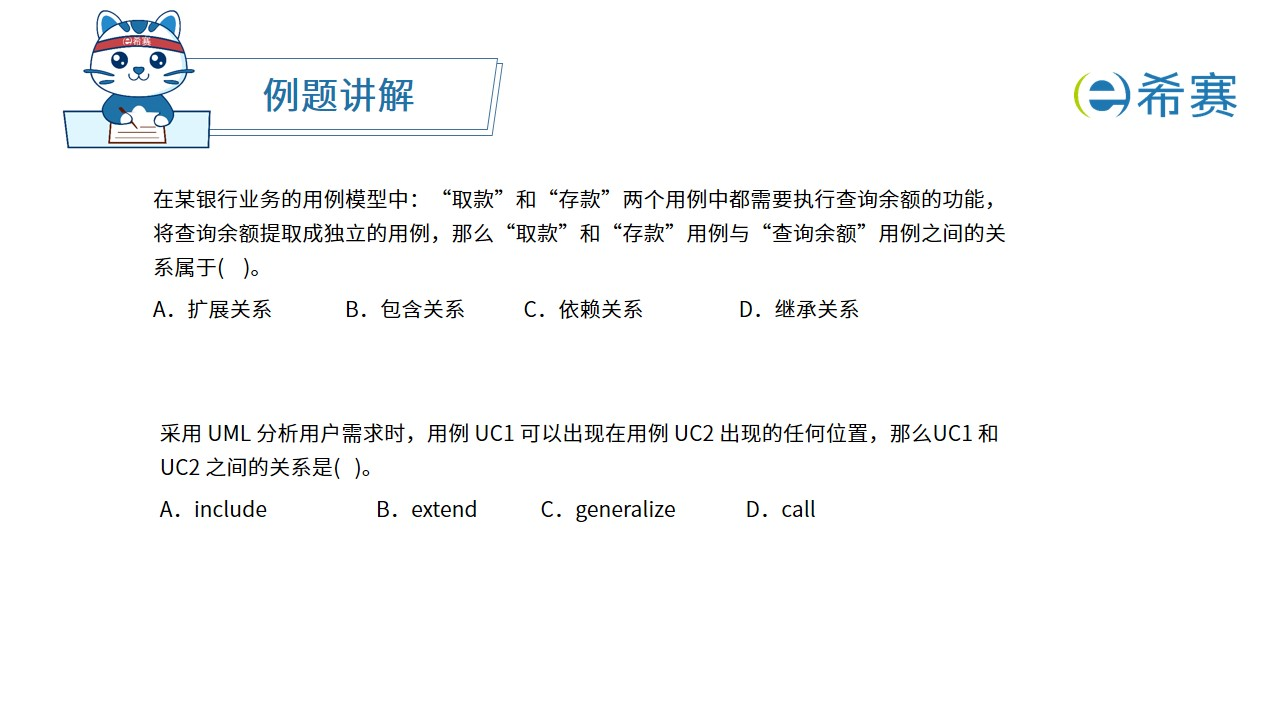 希赛
例题讲解
希赛
在某银行业务的用例模型中：“取款”和“存款”两个用例中都需要执行查询余额的功能，
将查询余额提取成独立的用例，那么“取款”和“存款”用例与“查询余额”用例之间的关
系属于(   )。
A．扩展关系 B．包含关系 C．依赖关系 D．继承关系
采用 UML 分析用户需求时，用例 UC1 可以出现在用例 UC2 出现的任何位置，那么UC1 和
UC2 之间的关系是(   )。
A．include B．extend C．generalize D．call